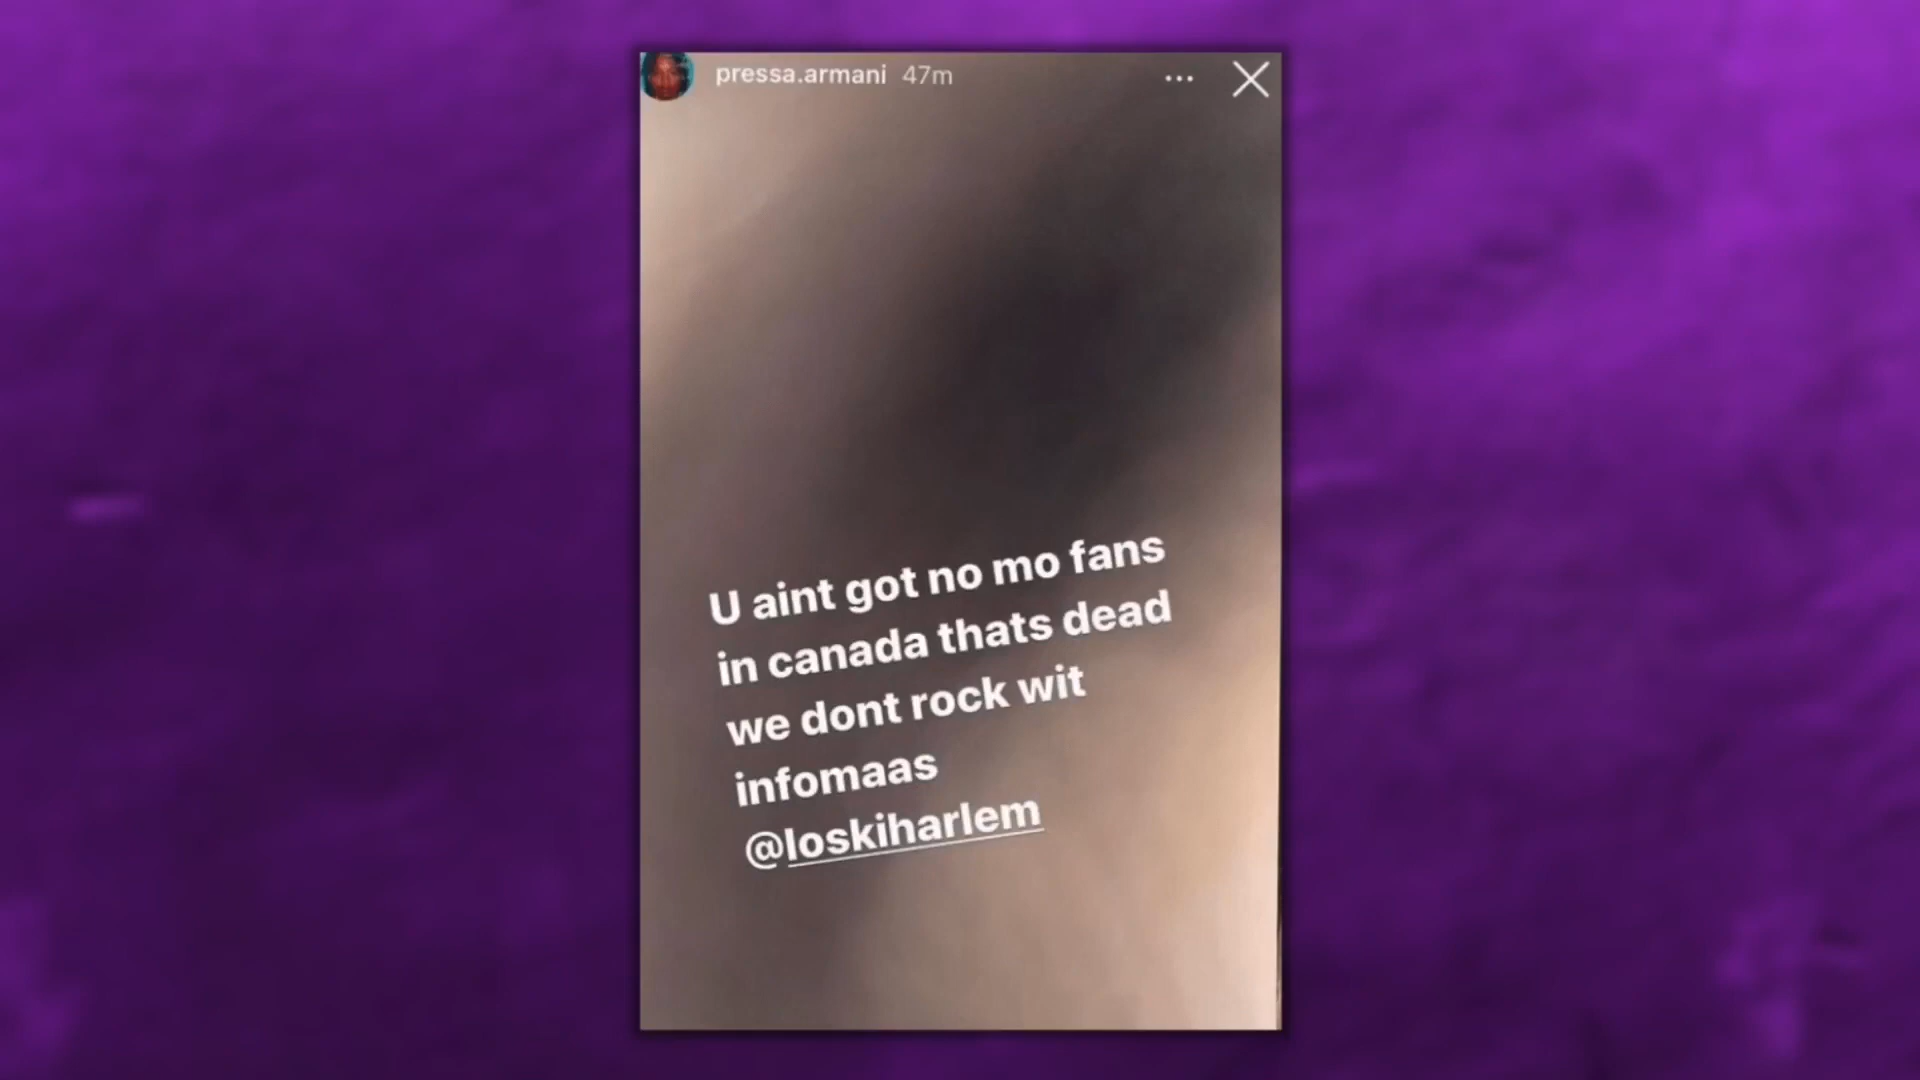 pressa.armani 47m
U aint got no mo fans
in canada thats dead
we dont rock wit
infomaas
@loskiharlem